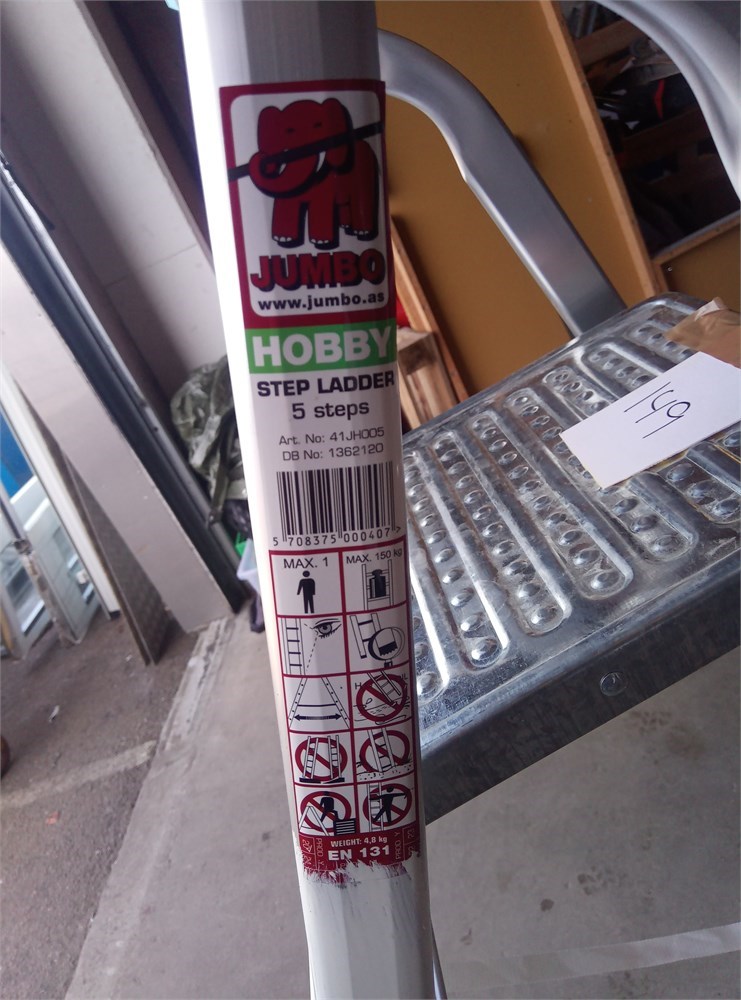 JUMBO
www.jumbo.as
HOBBY
STEP LADDER
5 steps
Art. No: 41JH005
DB No: 1362120
5 708375 000407 >
MAX. 1
MAX. 150 kg
WEIGHT: 4,8 kg
EN 131
149